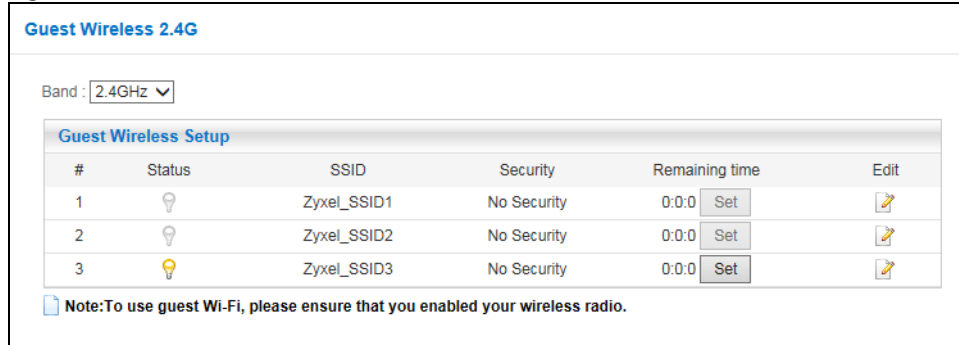 Guest Wireless 2.4G
Band : 2.4GHz
Guest Wireless Setup
# Status SSID Security Remaining time Edit
1 Zyxel_SSID1 No Security 0:0:0 Set
2 Zyxel_SSID2 No Security 0:0:0 Set
3 Zyxel_SSID3 No Security 0:0:0 Set
Note:To use guest Wi-Fi, please ensure that you enabled your wireless radio.